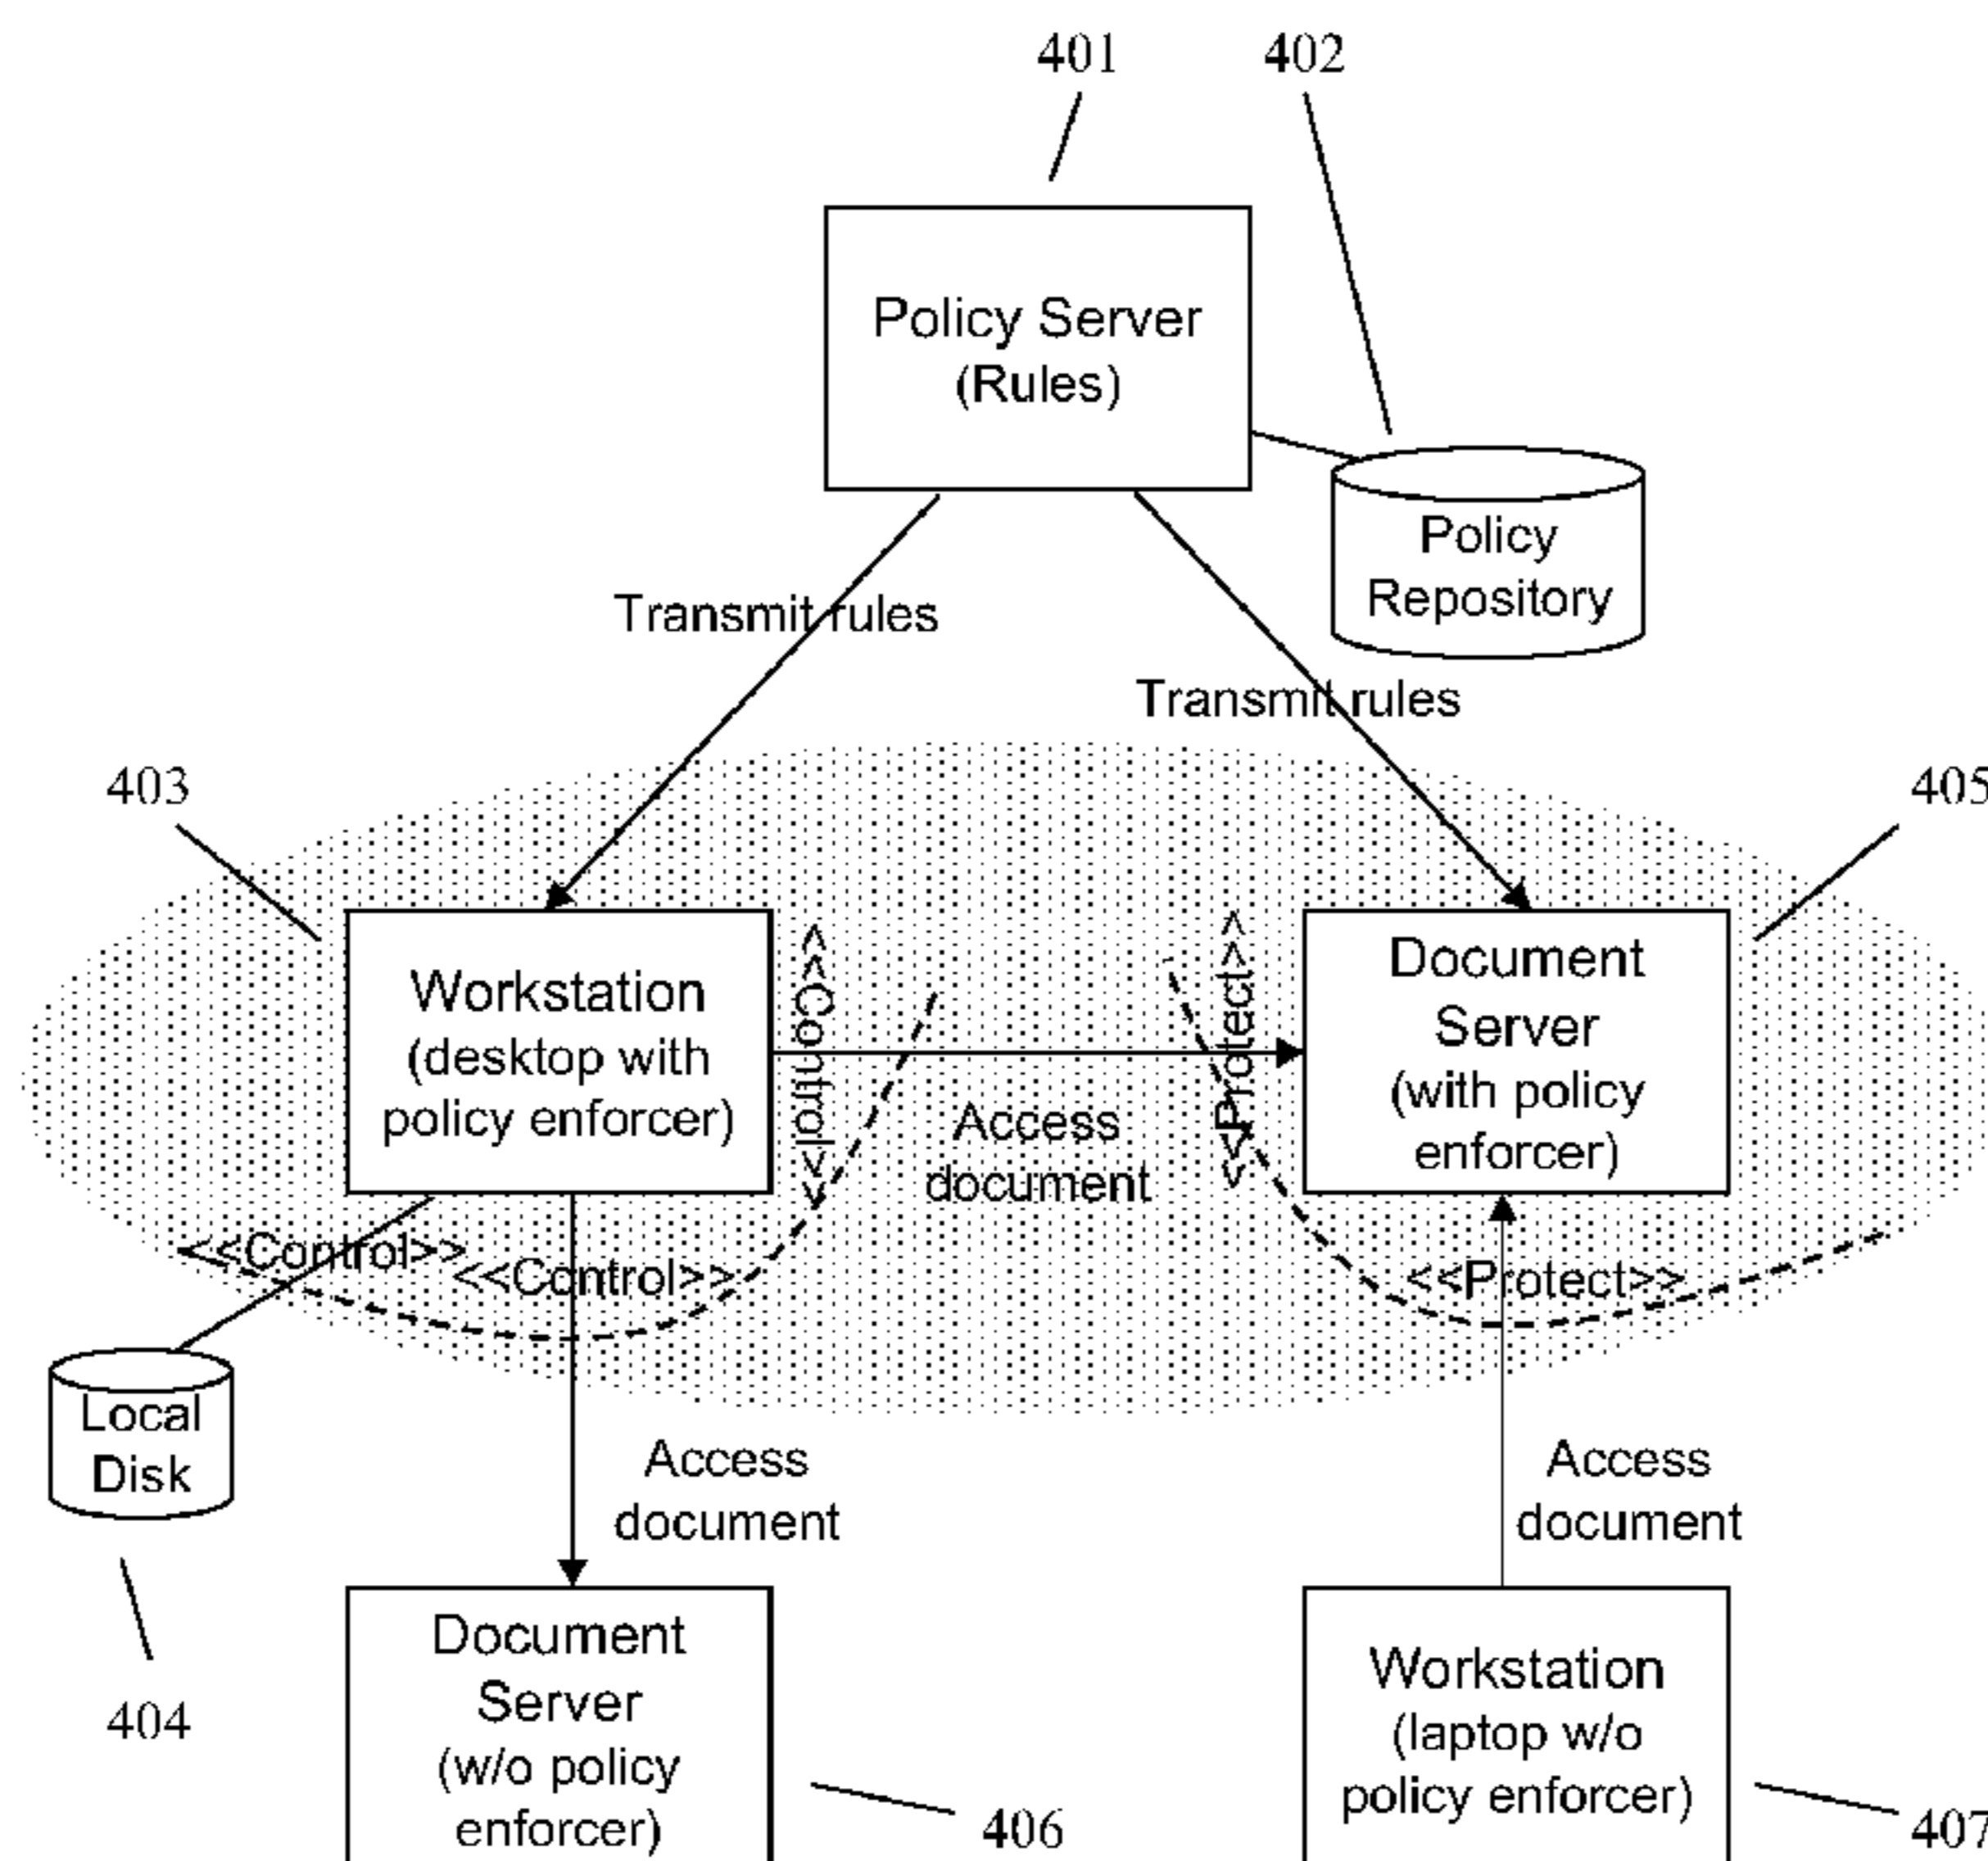 401
402
Policy Server
(Rules)
Policy
Repository
Transmit rules
Transmit rules
403
405
Workstation
(desktop with
policy enforcer)
<<Control>>
<<Protect>>
Document
Server
(with policy
enforcer)
Access
document
<<Control>>
<<Control>>
<<Protect>>
Local
Disk
Access
document
Access
document
404
Document
Server
(w/o policy
enforcer)
406
Workstation
(laptop w/o
policy enforcer)
407